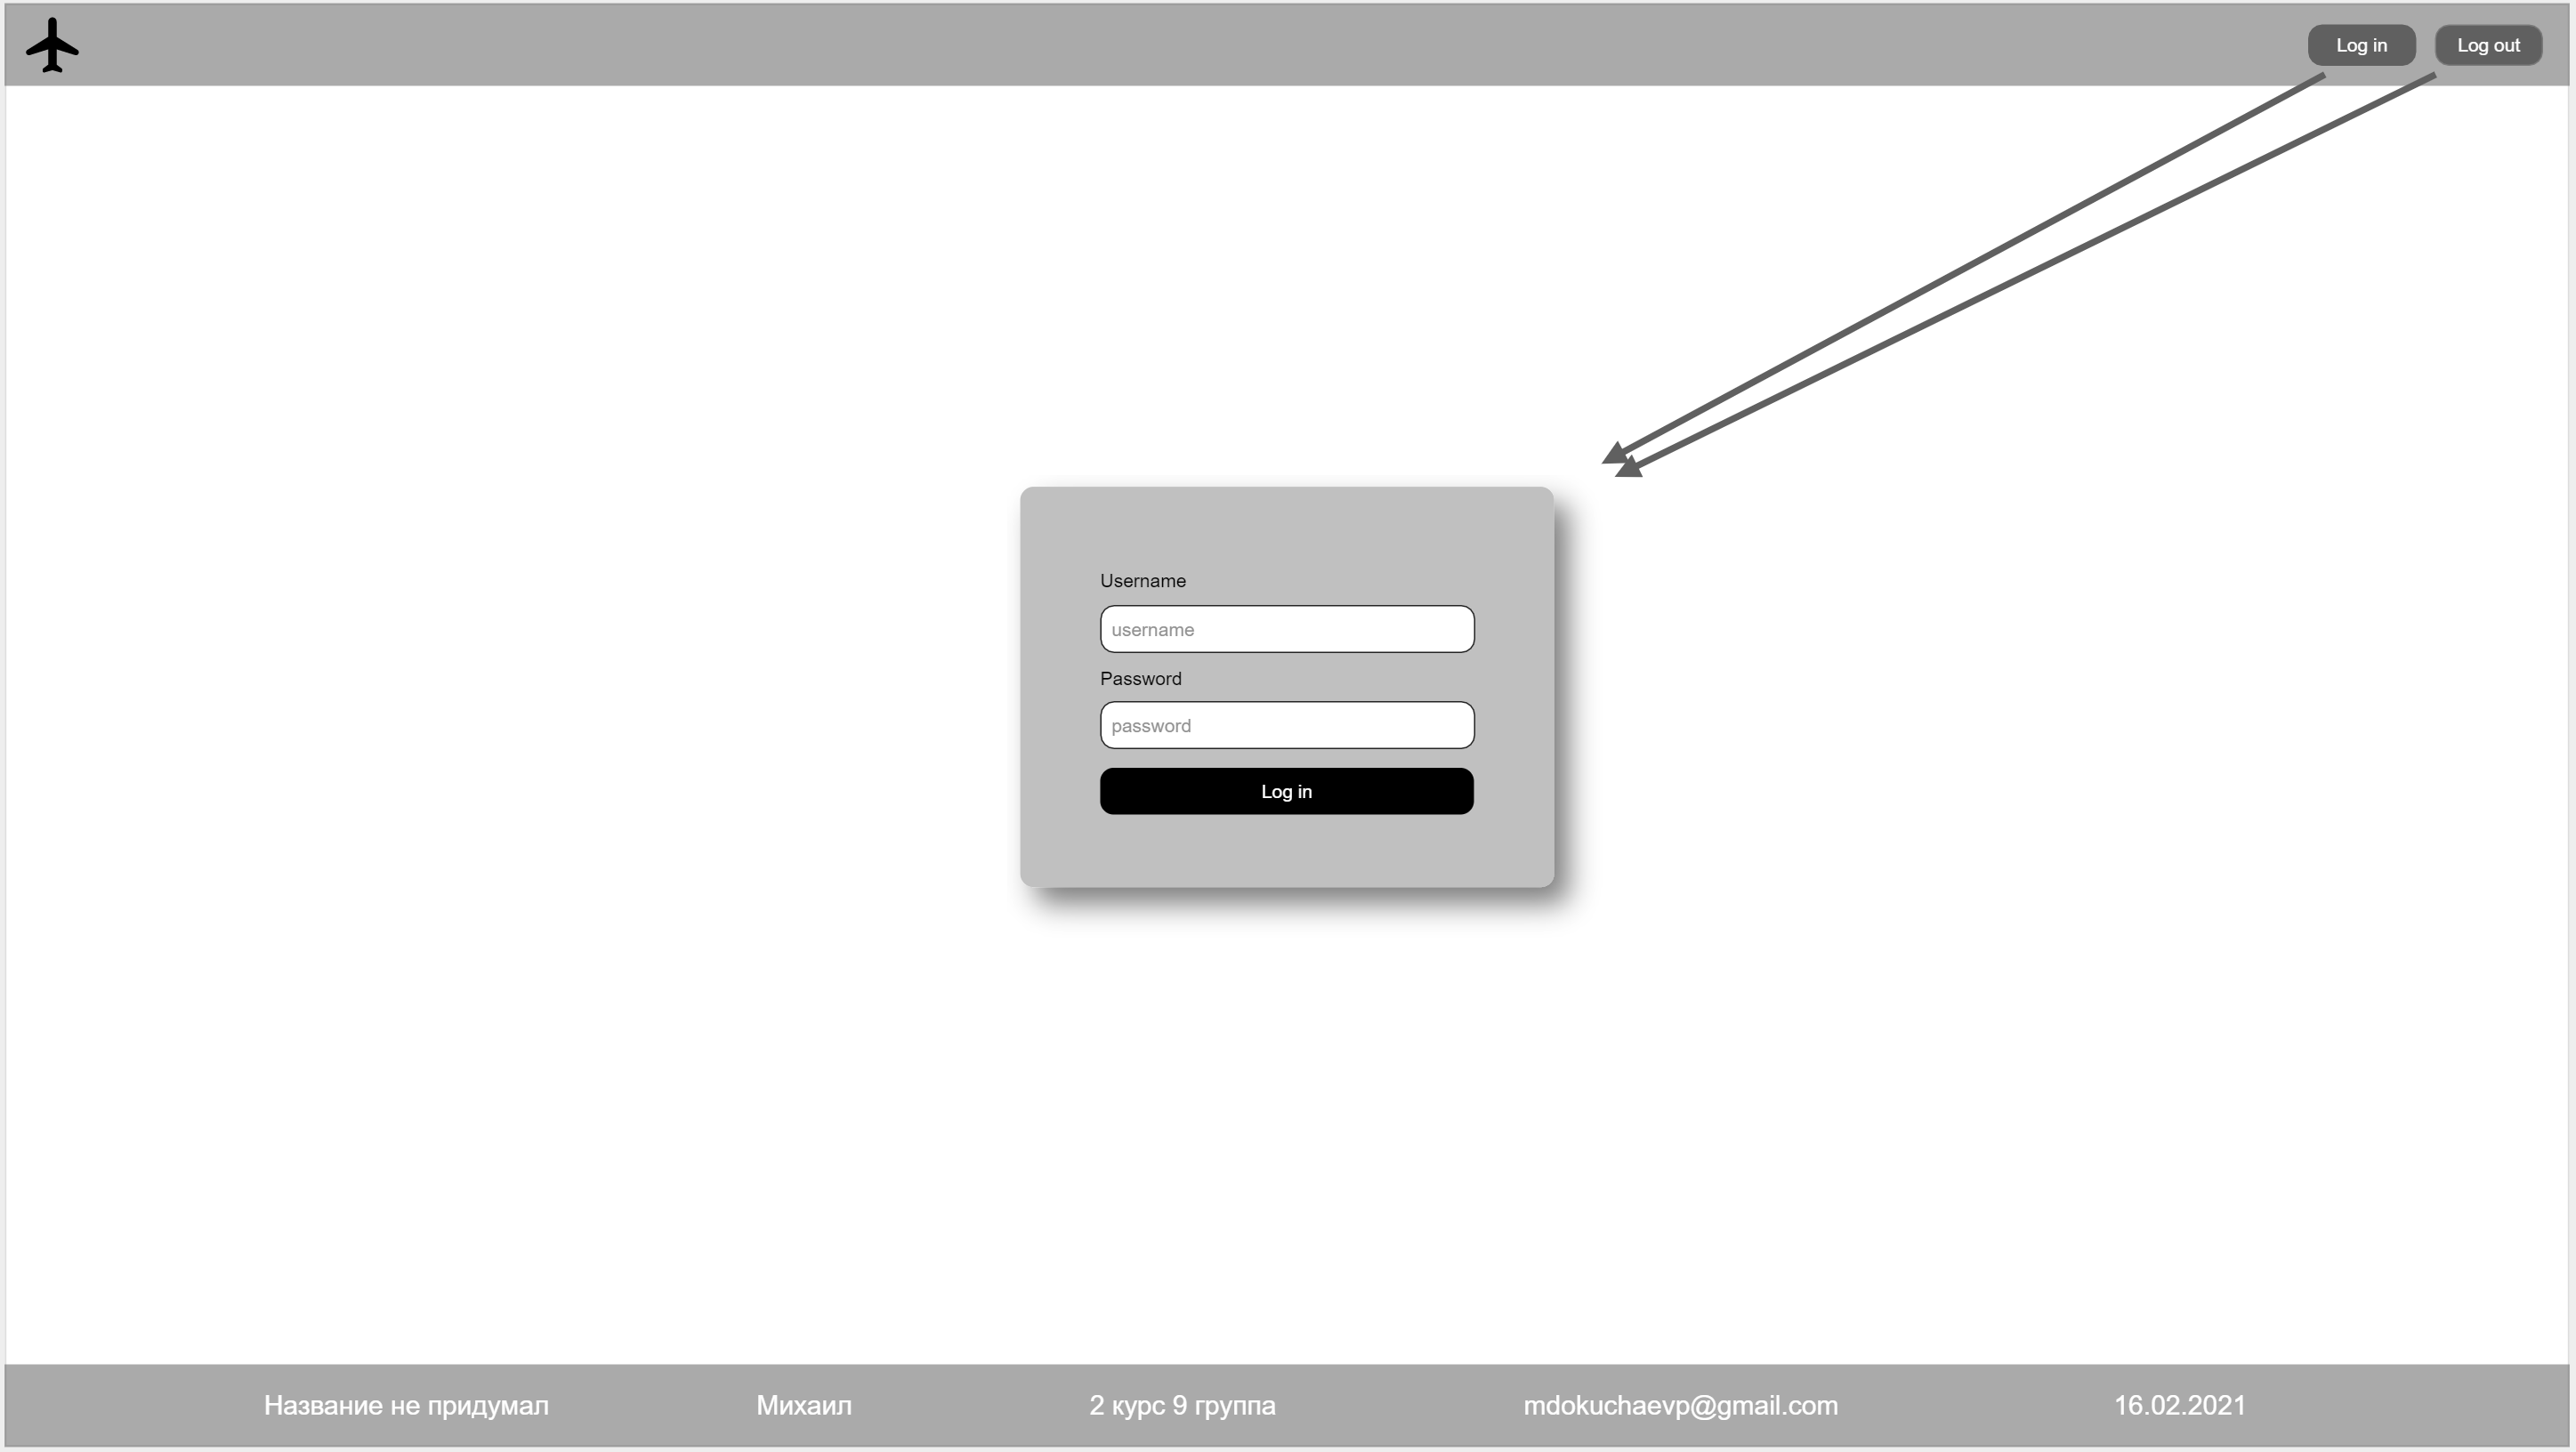 Log in
Log out
Username
username
Password
password
Log in
Название не придумал
Михаил
2 курс 9 группа
mdokuchaevp@gmail.com
16.02.2021